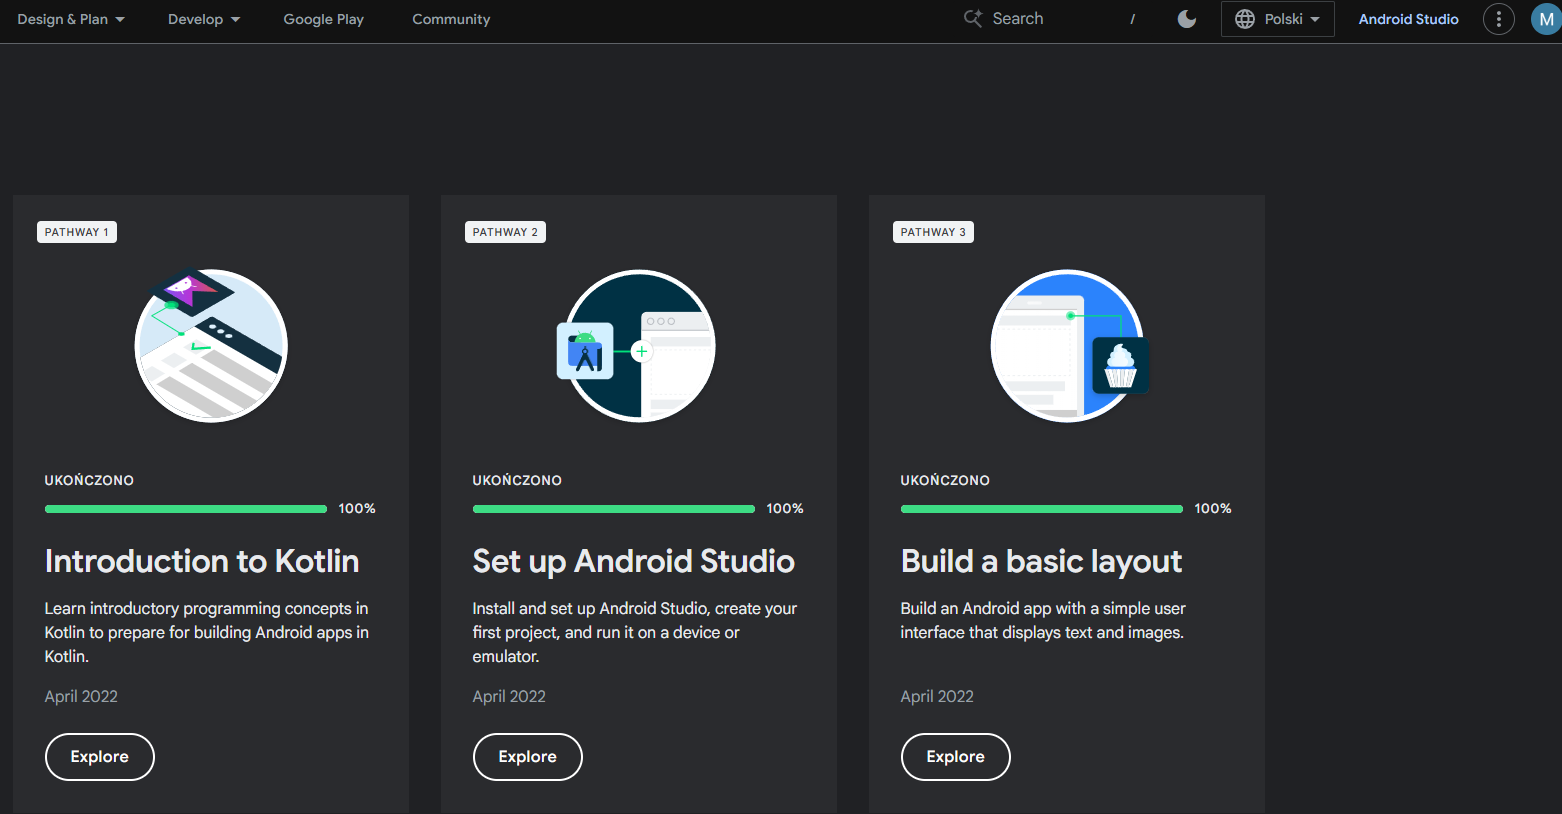 Design & Plan Develop Google Play Community Search / Polski Android Studio M
PATHWAY 1
UKOŃCZONO
100%
Introduction to Kotlin
Learn introductory programming concepts in
Kotlin to prepare for building Android apps in
Kotlin.
April 2022
Explore
PATHWAY 2
UKOŃCZONO
100%
Set up Android Studio
Install and set up Android Studio, create your
first project, and run it on a device or
emulator.
April 2022
Explore
PATHWAY 3
UKOŃCZONO
100%
Build a basic layout
Build an Android app with a simple user
interface that displays text and images.
April 2022
Explore